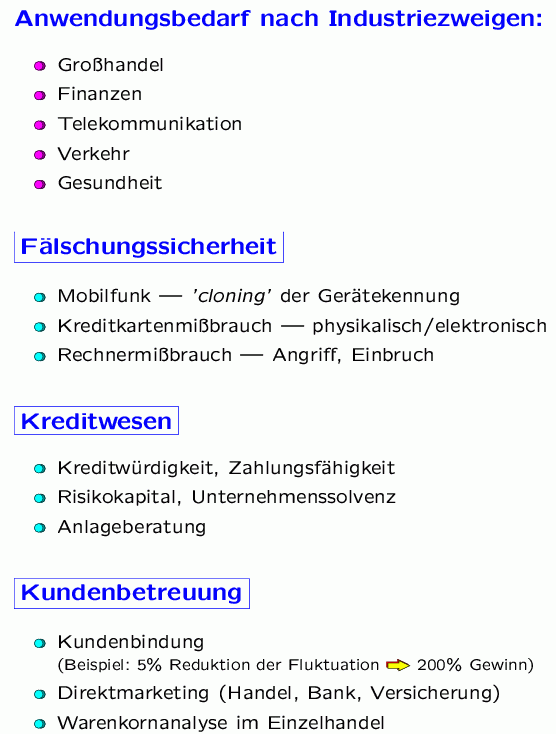 Anwendungsbedarf nach Industriezweigen:
Großhandel
Finanzen
Telekommunikation
Verkehr
Gesundheit
Fälschungssicherheit
Mobilfunk — 'cloning' der Gerätekennung
Kreditkartenmißbrauch — physikalisch/elektronisch
Rechnermißbrauch — Angriff, Einbruch
Kreditwesen
Kreditwürdigkeit, Zahlungsfähigkeit
Risikokapital, Unternehmenssolvenz
Anlageberatung
Kundenbetreuung
Kundenbindung
(Beispiel: 5% Reduktion der Fluktuation ⇒ 200% Gewinn)
Direktmarketing (Handel, Bank, Versicherung)
Warenkornanalyse im Einzelhandel